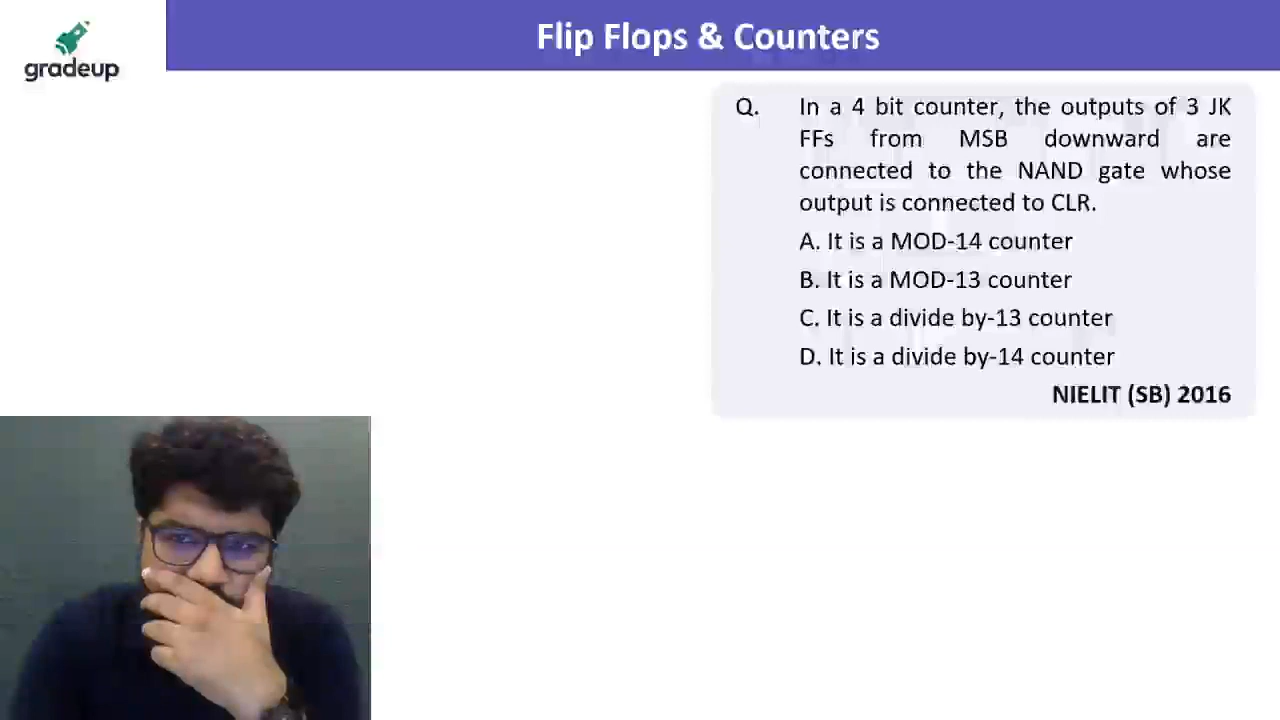 Flip Flops & Counters
gradeup
Q. In a 4 bit counter, the outputs of 3 JK
FFs from MSB downward are
connected to the NAND gate whose
output is connected to CLR.
A. It is a MOD-14 counter
B. It is a MOD-13 counter
C. It is a divide by-13 counter
D. It is a divide by-14 counter
NIELIT (SB) 2016